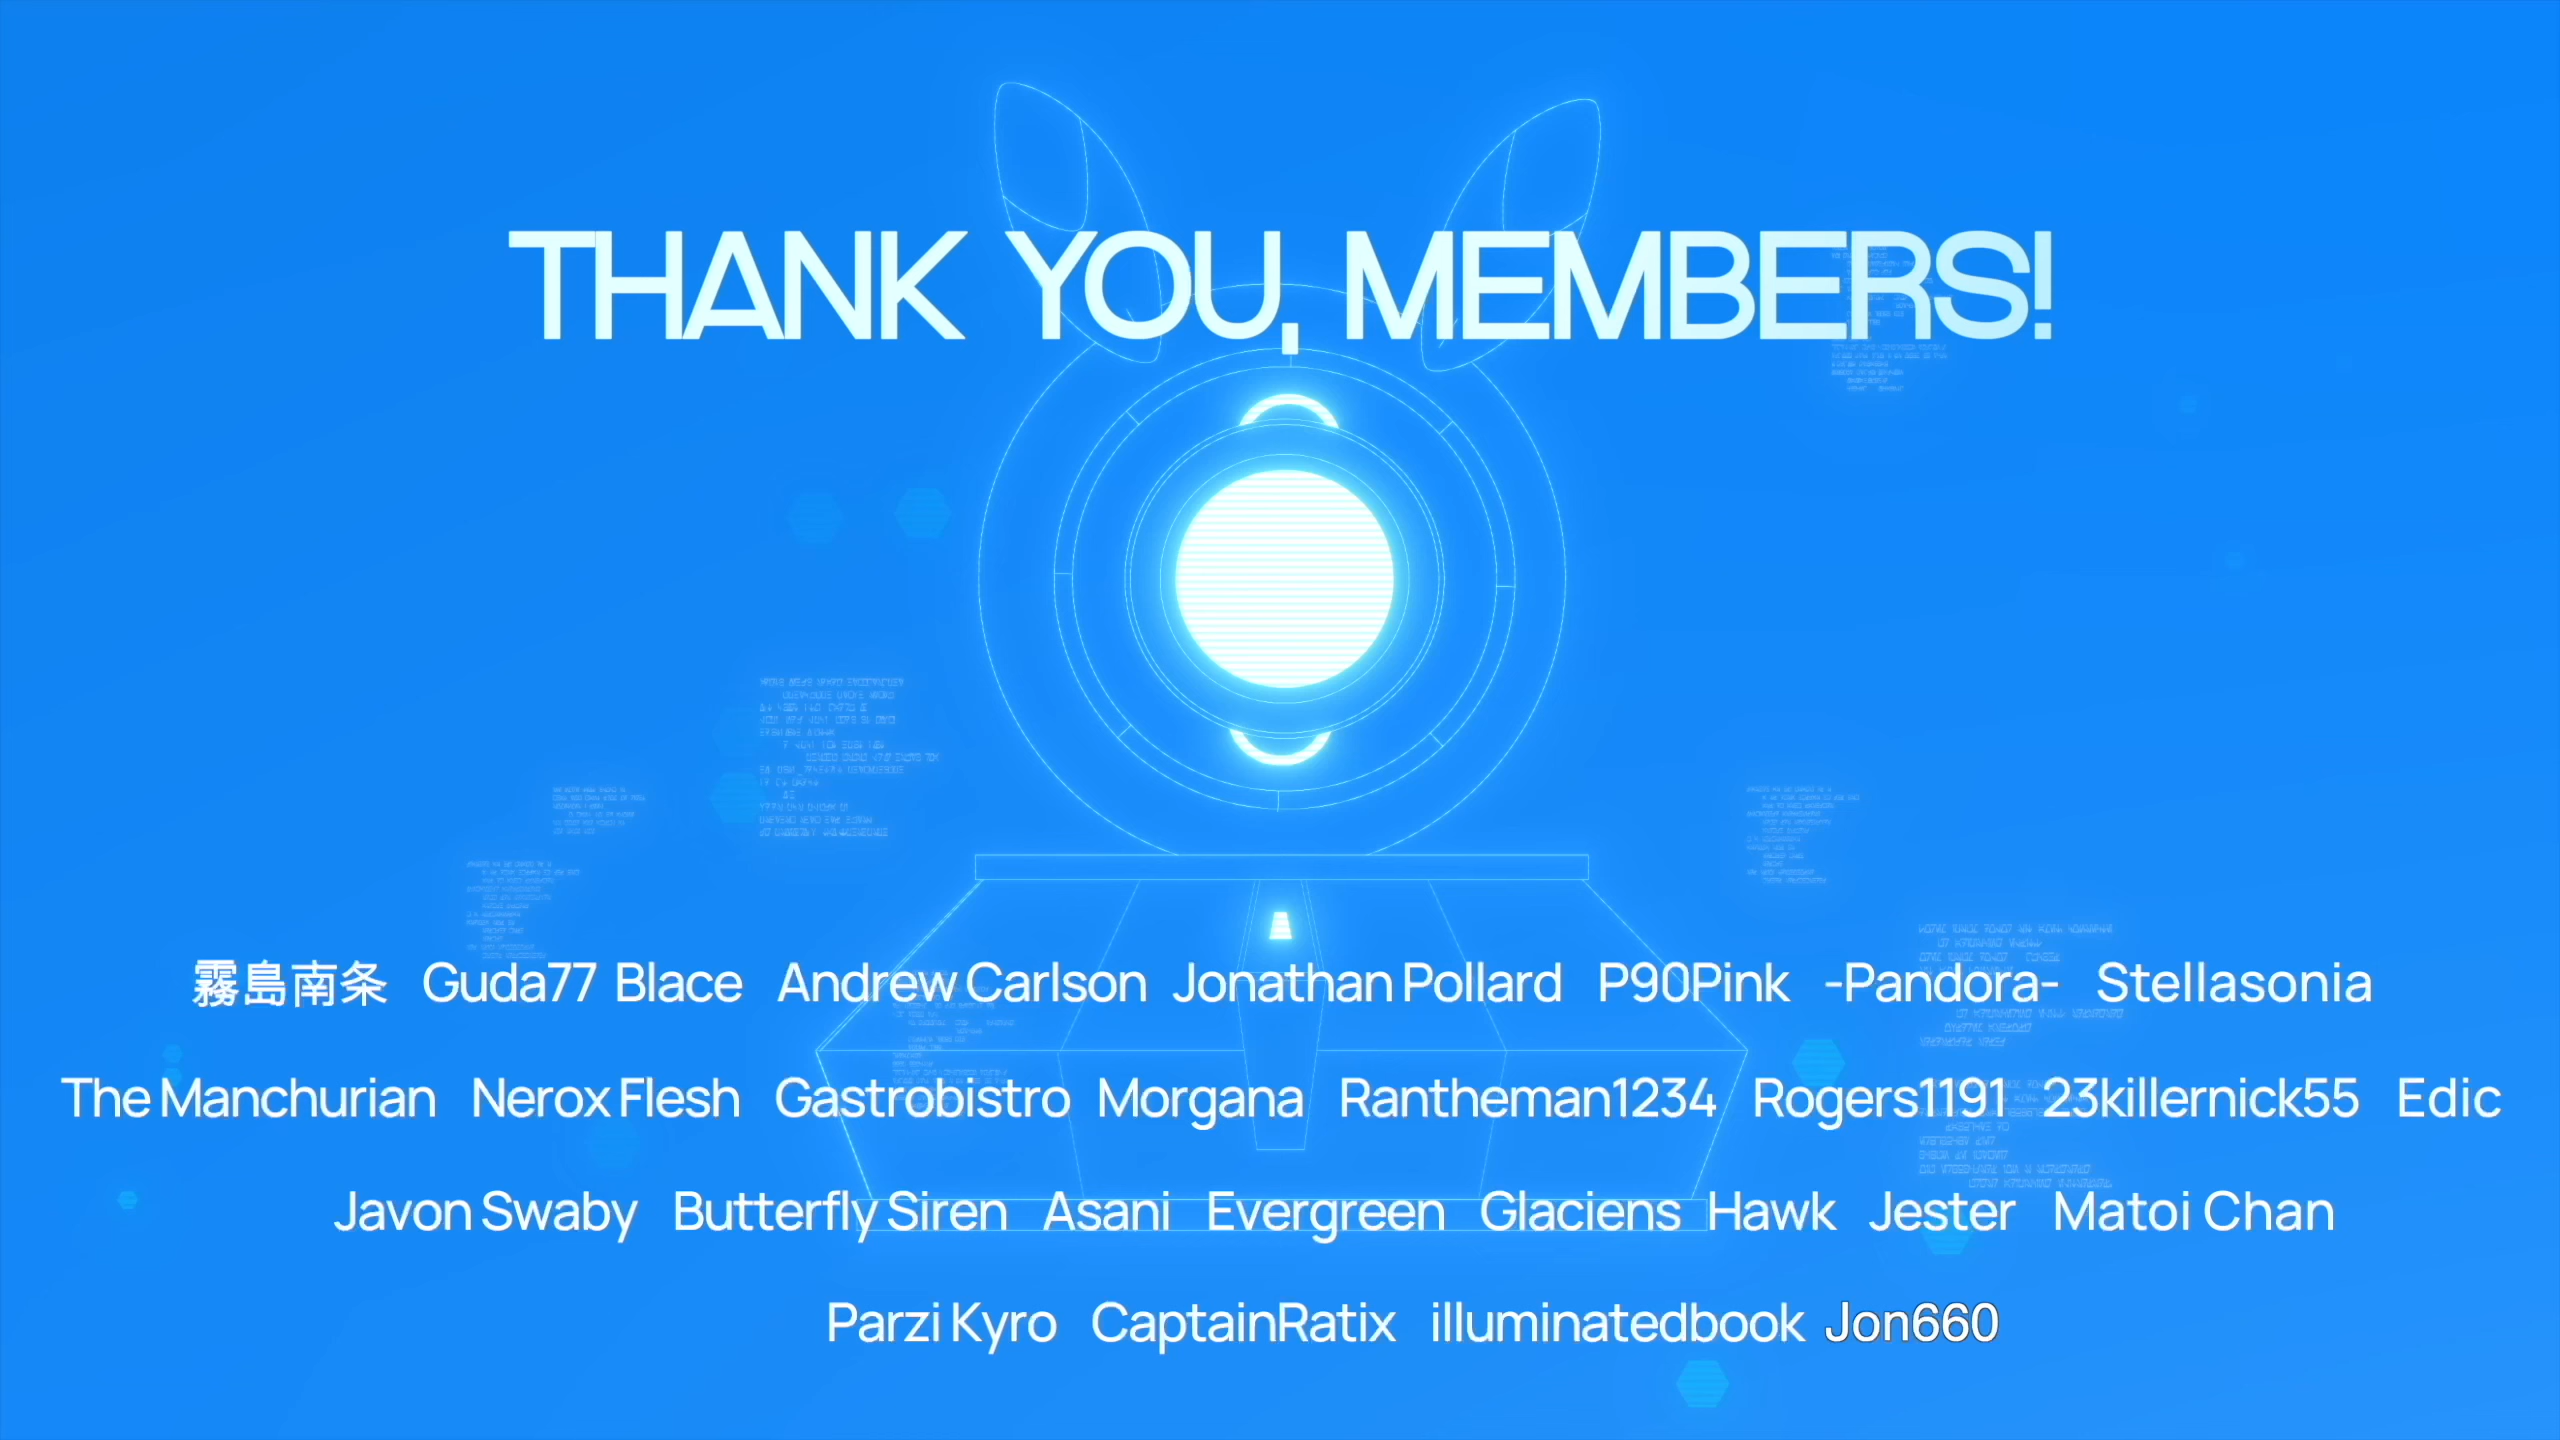 THANK YOU, MEMBERS!
霧島南条 Guda77 Blace Andrew Carlson Jonathan Pollard P90Pink -Pandora- Stellasonia
The Manchurian Nerox Flesh Gastrobistro Morgana Rantheman1234 Rogers1191 23killernick55 Edic
Javon Swaby Butterfly Siren Asani Evergreen Glaciens Hawk Jester Matoi Chan
Parzi Kyro CaptainRatix illuminatedbook Jon660